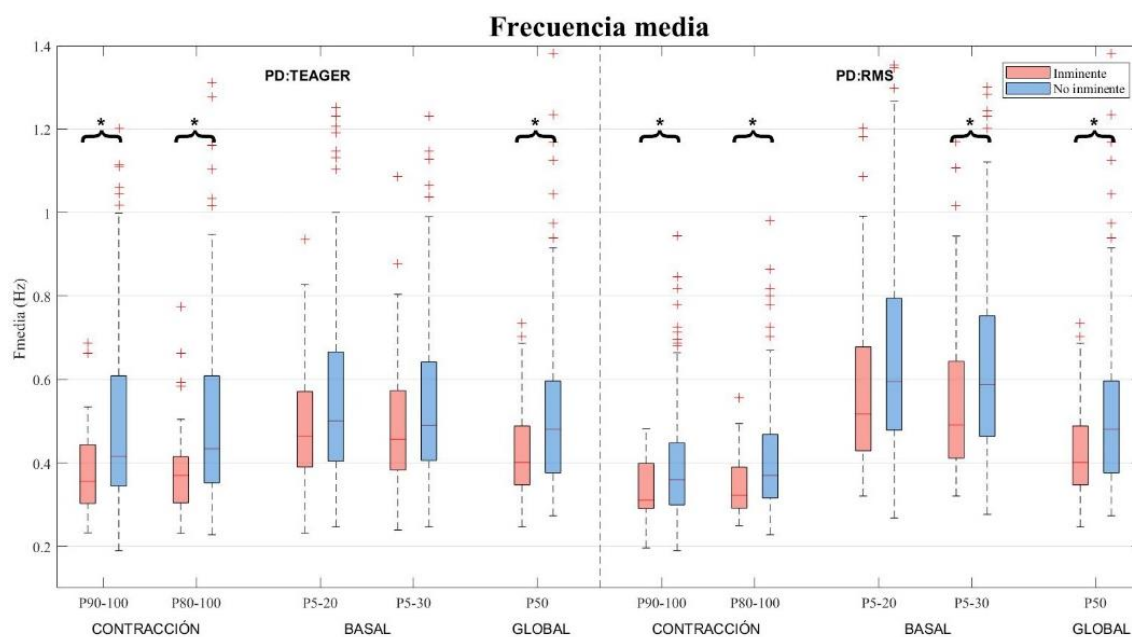 Frecuencia media
PD:TEAGER
PD:RMS
Inminente
No inminente
* * * * * * *
Fmedia (Hz)
1.4
1.2
1
0.8
0.6
0.4
0.2
P90-100 P80-100 P5-20 P5-30 P50 P90-100 P80-100 P5-20 P5-30 P50
CONTRACCIÓN BASAL GLOBAL CONTRACCIÓN BASAL GLOBAL